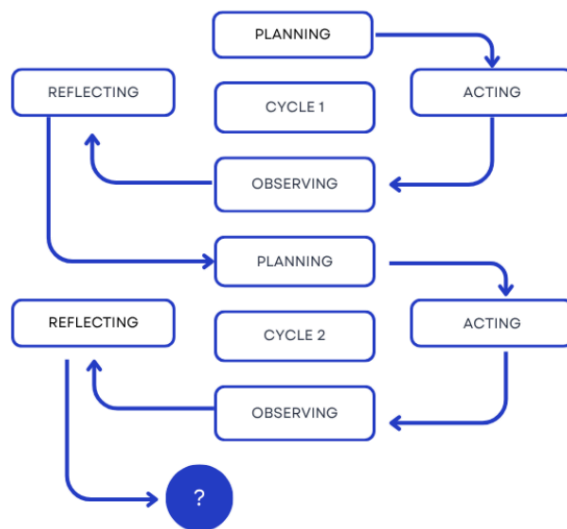 PLANNING
REFLECTING
ACTING
CYCLE 1
OBSERVING
PLANNING
REFLECTING
ACTING
CYCLE 2
OBSERVING
?